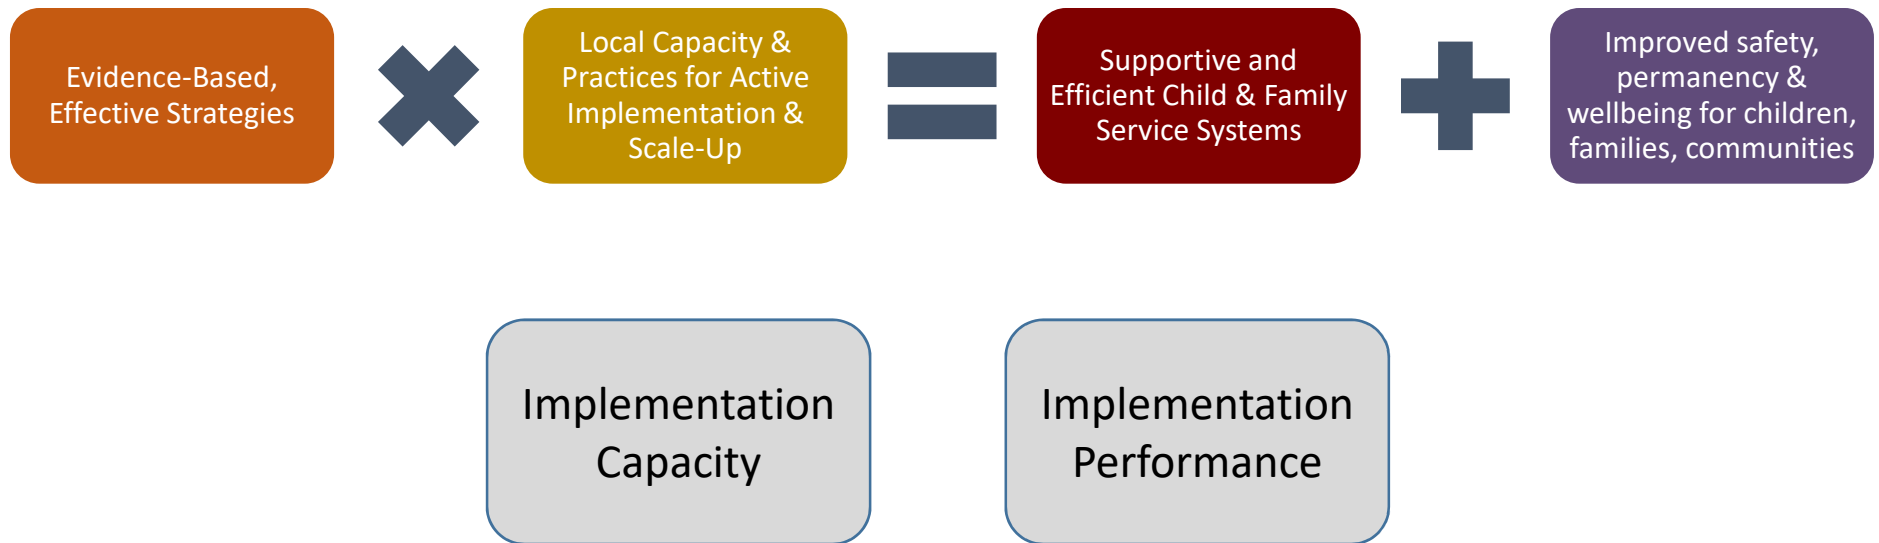 Evidence-Based,
Effective Strategies
Local Capacity &
Practices for Active
Implementation &
Scale-Up
Supportive and
Efficient Child & Family
Service Systems
Improved safety,
permanency &
wellbeing for children,
families, communities
Implementation
Capacity
Implementation
Performance